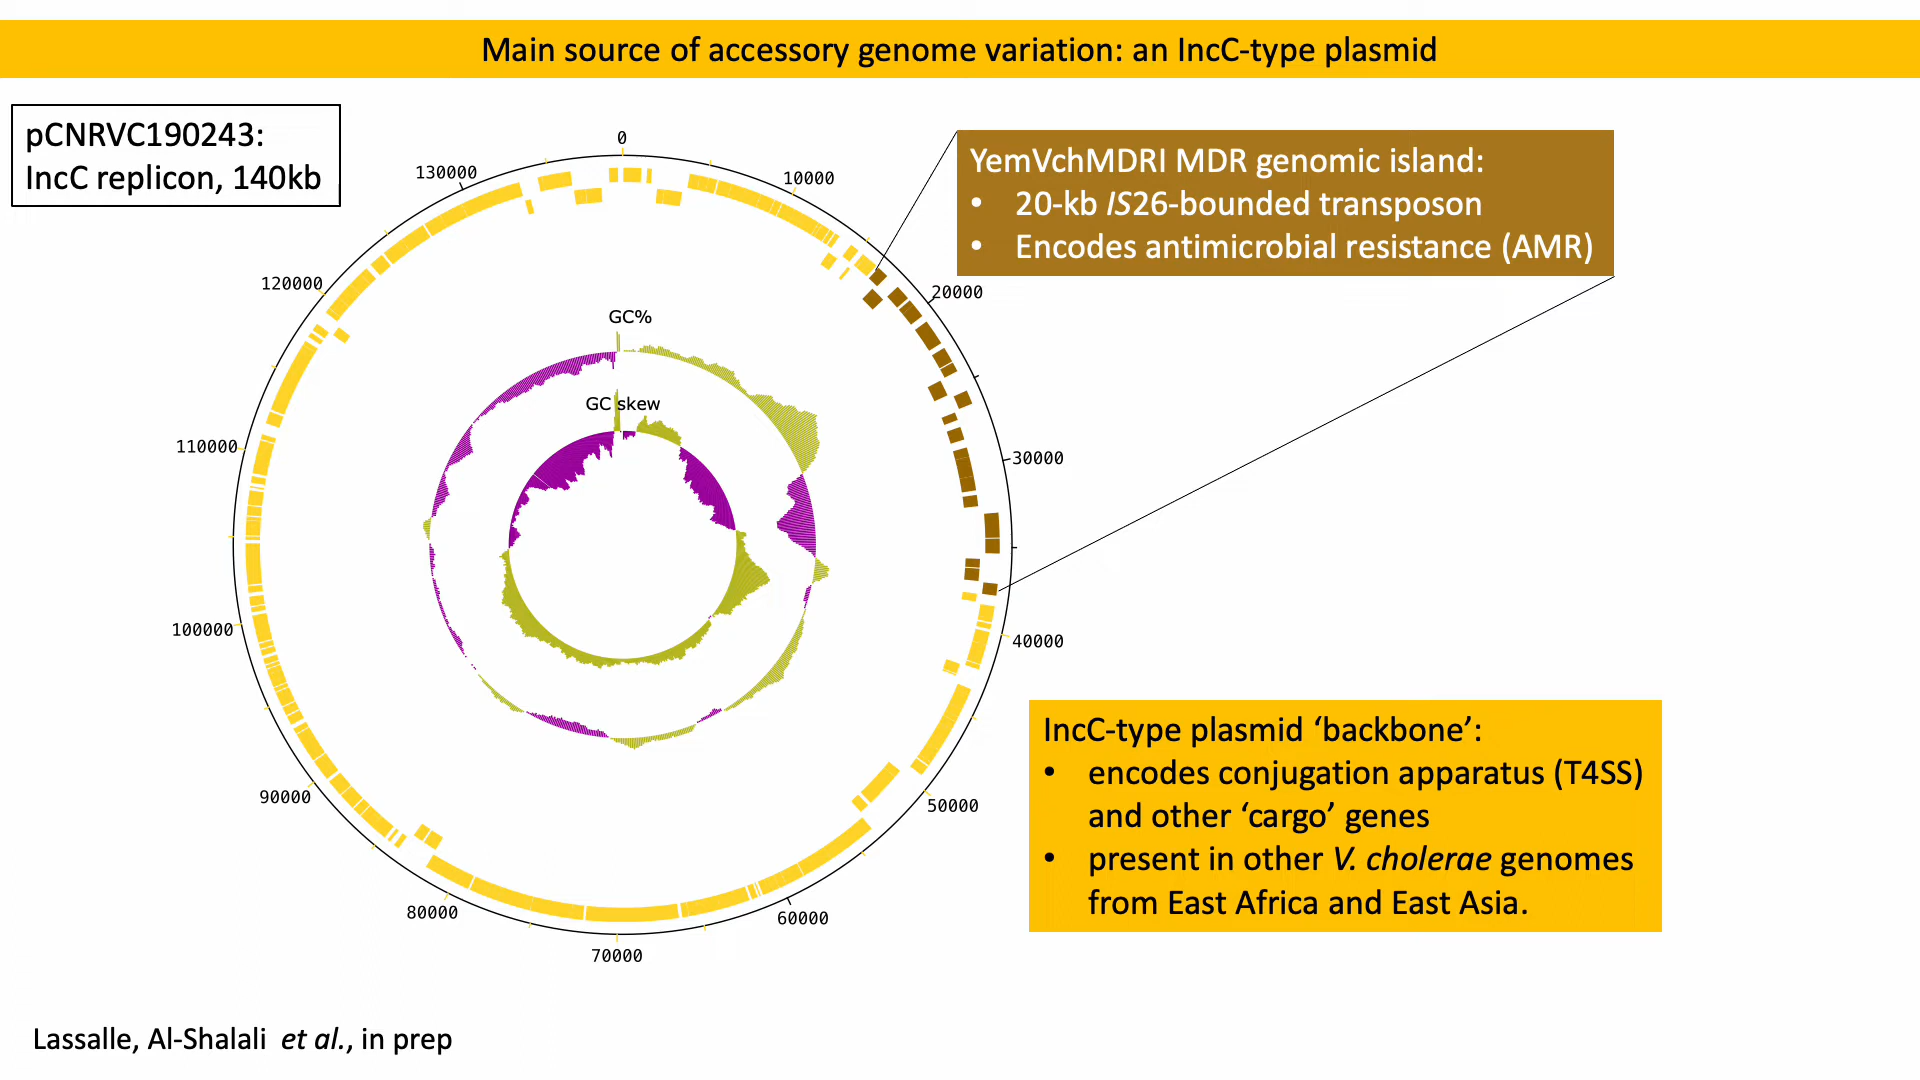 Main source of accessory genome variation: an IncC-type plasmid
pCNRVC190243:
IncC replicon, 140kb
YemVchMDRI MDR genomic island:
• 20-kb IS26-bounded transposon
• Encodes antimicrobial resistance (AMR)
0
10000
20000
30000
40000
50000
60000
70000
80000
90000
100000
110000
120000
130000
GC%
GC skew
IncC-type plasmid ‘backbone’:
• encodes conjugation apparatus (T4SS)
and other ‘cargo’ genes
• present in other V. cholerae genomes
from East Africa and East Asia.
Lassalle, Al-Shalali et al., in prep